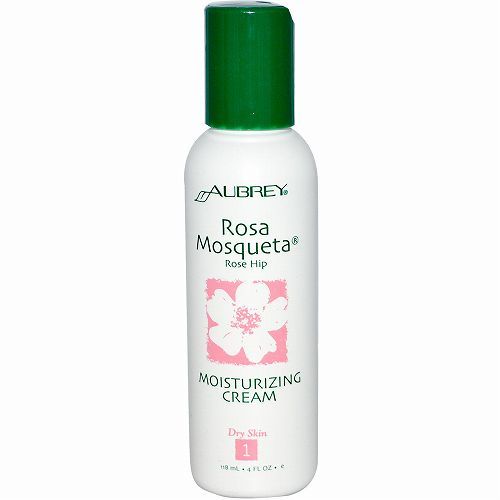 AUBREY®
Rosa
Mosqueta®
Rose Hip
MOISTURIZING
CREAM
Dry Skin
1
118 mL • 4 FL OZ • e